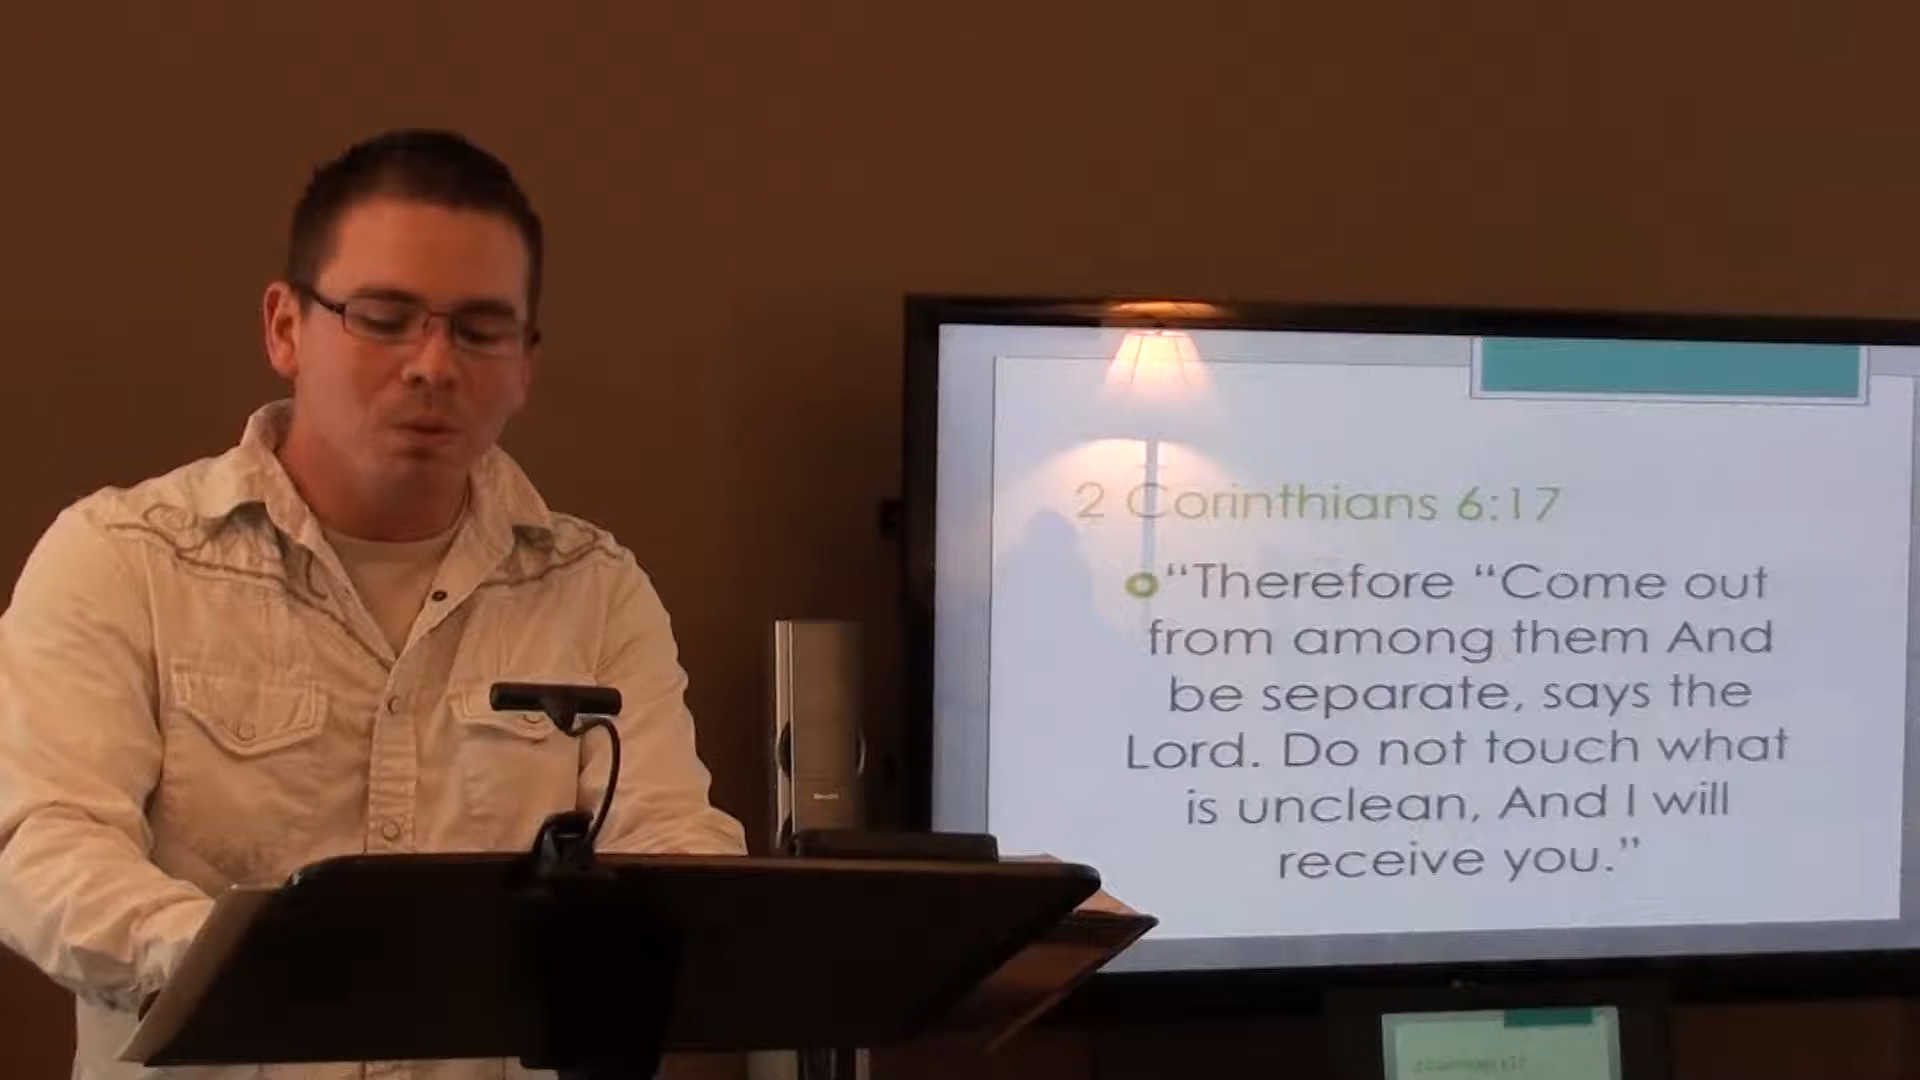 2 Corinthians 6:17
“Therefore “Come out
from among them And
be separate, says the
Lord. Do not touch what
is unclean, And I will
receive you.”